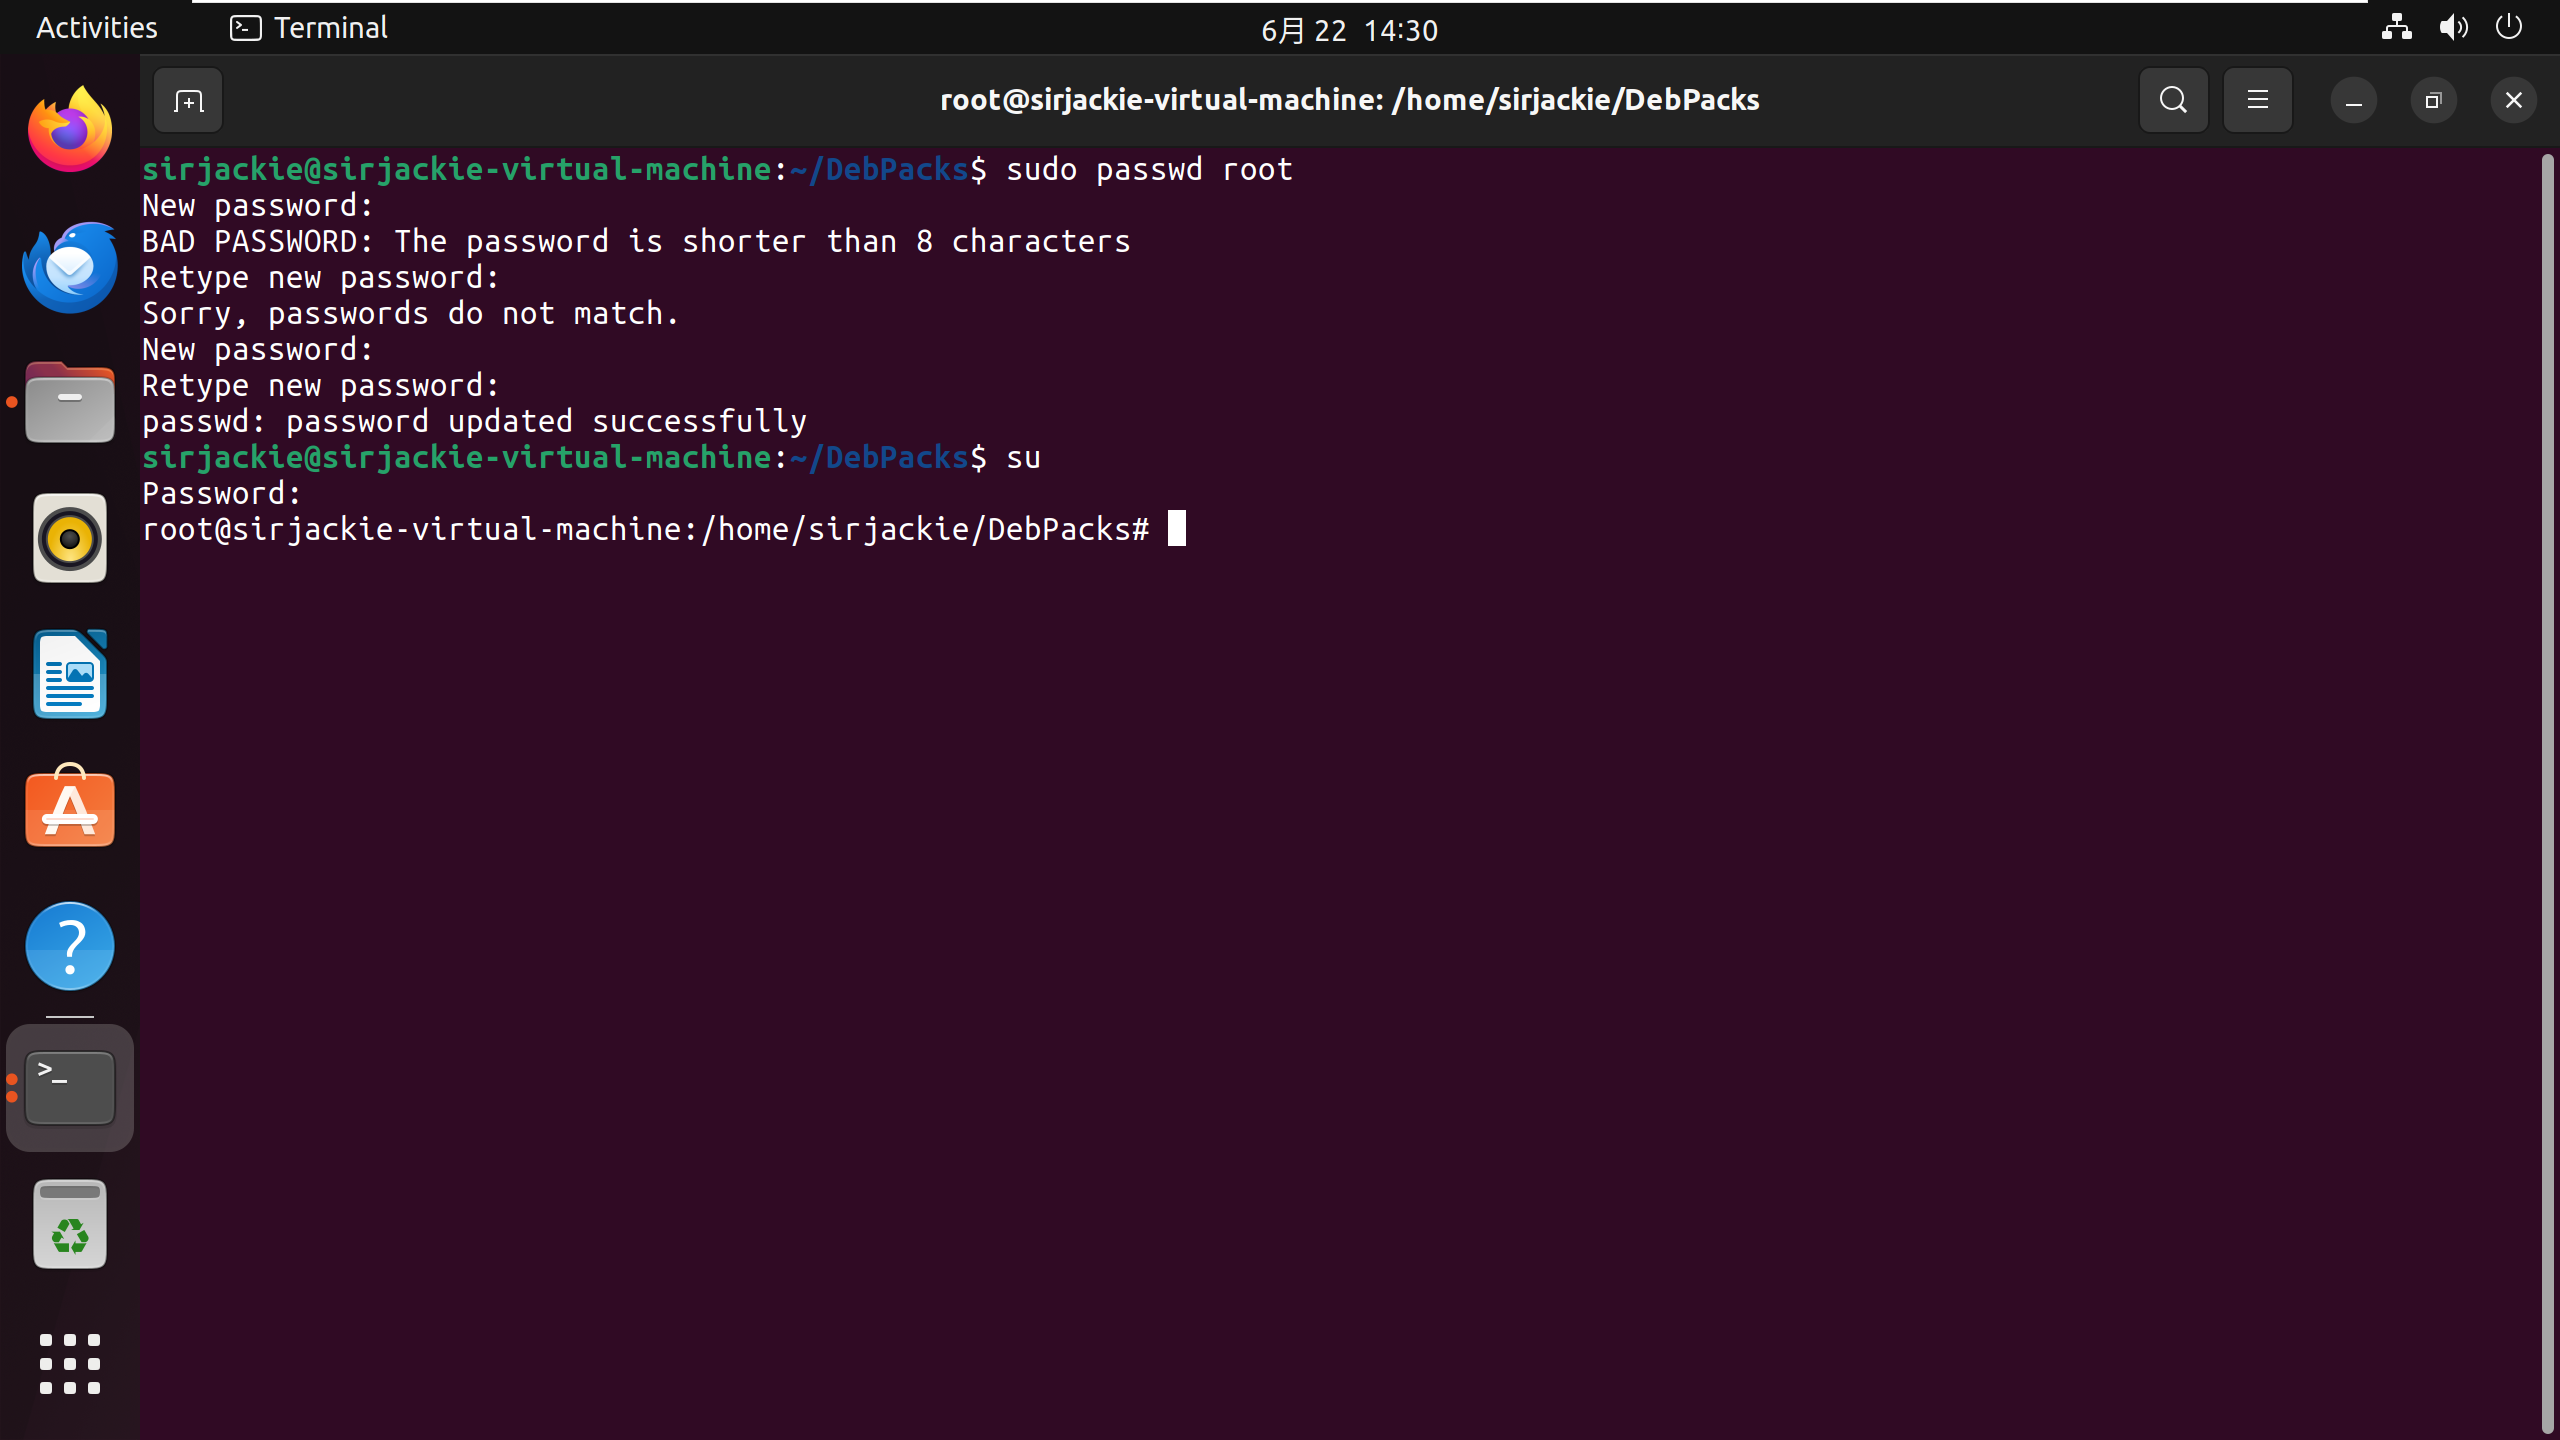 Activities
Terminal
6月 22 14:30
root@sirjackie-virtual-machine: /home/sirjackie/DebPacks
sirjackie@sirjackie-virtual-machine:~/DebPacks$ sudo passwd root
New password:
BAD PASSWORD: The password is shorter than 8 characters
Retype new password:
Sorry, passwords do not match.
New password:
Retype new password:
passwd: password updated successfully
sirjackie@sirjackie-virtual-machine:~/DebPacks$ su
Password:
root@sirjackie-virtual-machine:/home/sirjackie/DebPacks#